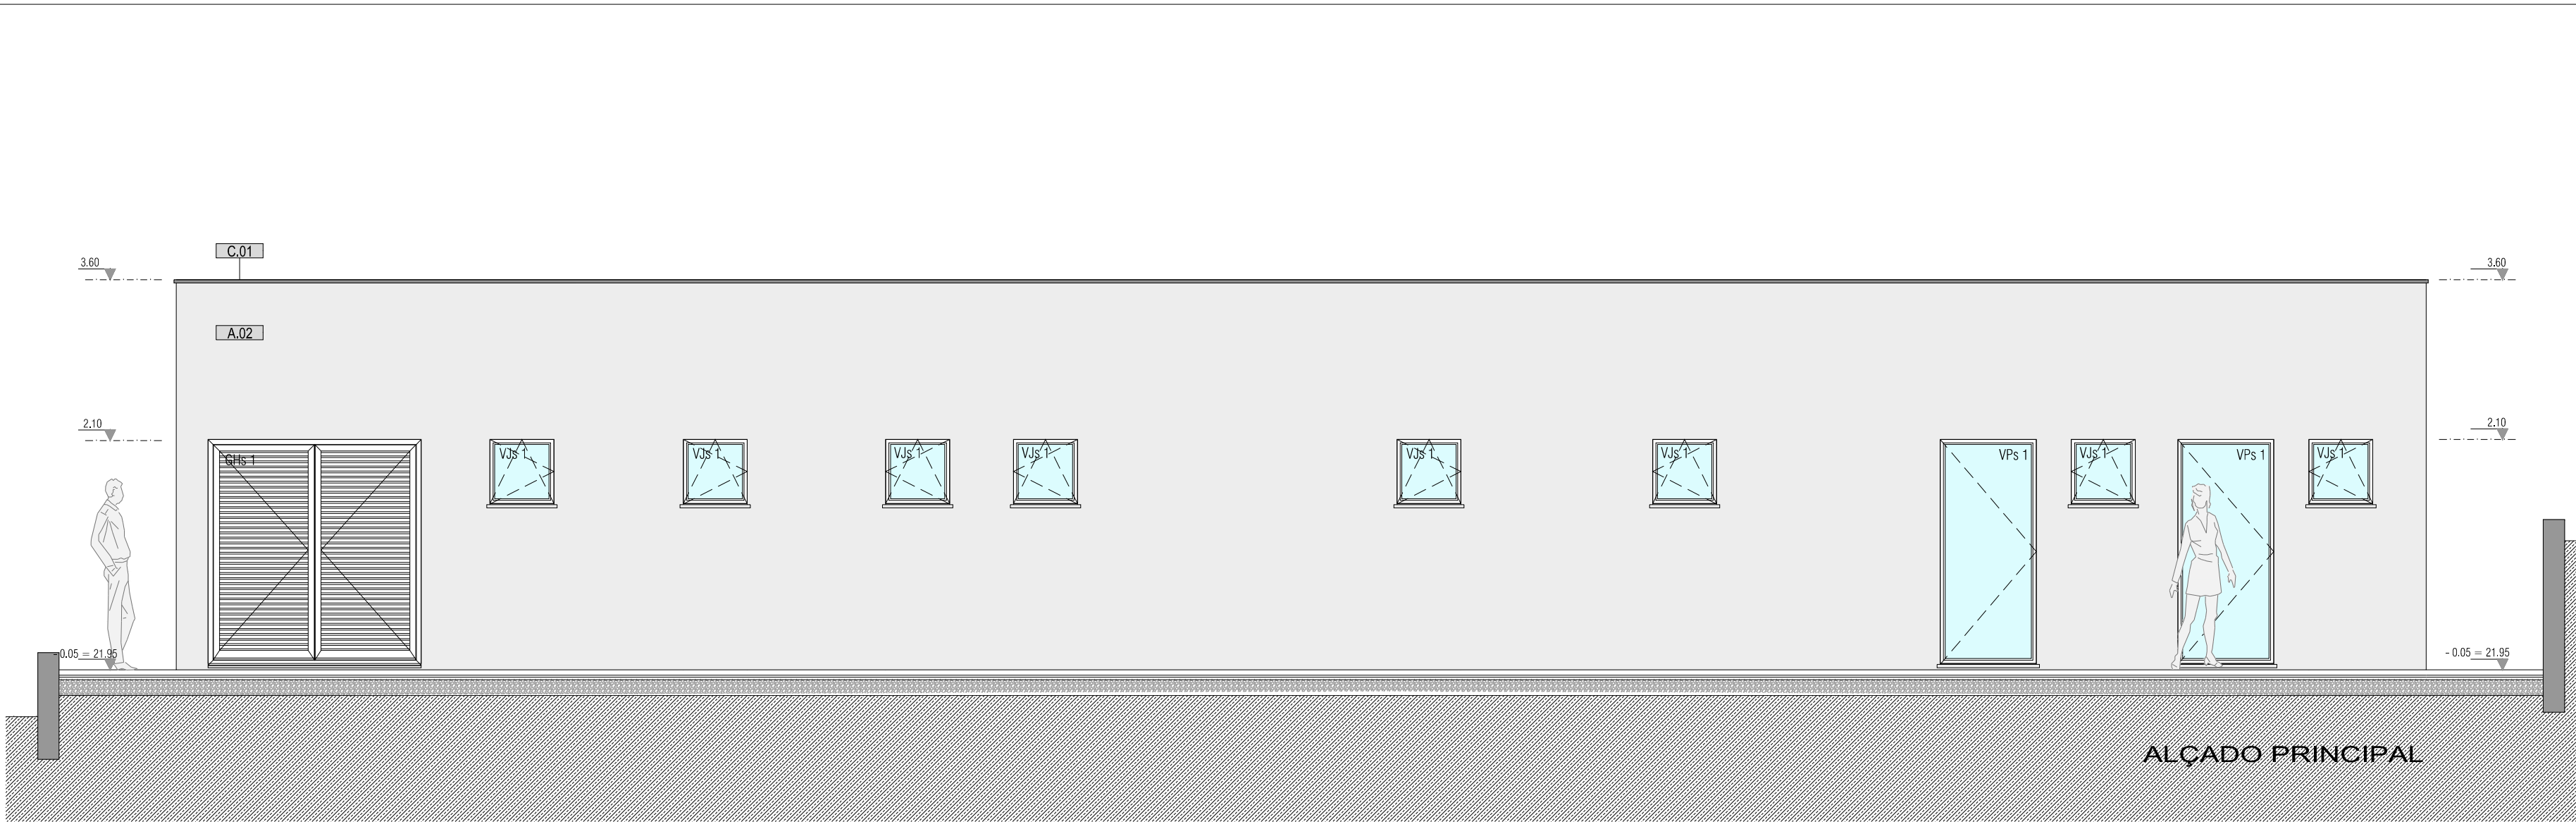 C.01
3.60
3.60
A.02
2.10
2.10
GHs 1
VJs 1
VJs 1
VJs 1
VJs 1
VJs 1
VJs 1
VPs 1
VJs 1
VPs 1
VJs 1
- 0.05 = 21.95
- 0.05 = 21.95
ALÇADO PRINCIPAL